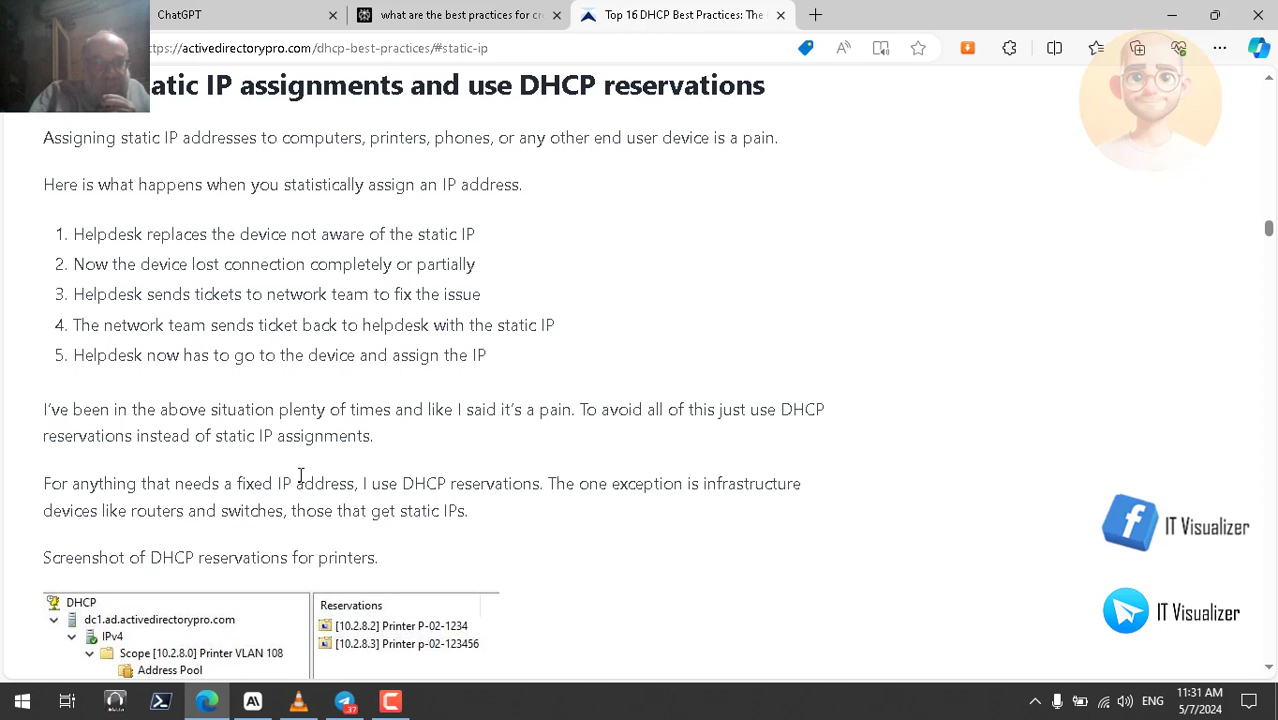 ChatGPT
what are the best practices for cr
Top 16 DHCP Best Practices: The
ttps://activedirectorypro.com/dhcp-best-practices/#static-ip
atic IP assignments and use DHCP reservations
Assigning static IP addresses to computers, printers, phones, or any other end user device is a pain.
Here is what happens when you statistically assign an IP address.
1. Helpdesk replaces the device not aware of the static IP
2. Now the device lost connection completely or partially
3. Helpdesk sends tickets to network team to fix the issue
4. The network team sends ticket back to helpdesk with the static IP
5. Helpdesk now has to go to the device and assign the IP
I've been in the above situation plenty of times and like I said it's a pain. To avoid all of this just use DHCP
reservations instead of static IP assignments.
For anything that needs a fixed IP address, I use DHCP reservations. The one exception is infrastructure
devices like routers and switches, those that get static IPs.
IT Visualizer
Screenshot of DHCP reservations for printers.
DHCP
dc1.ad.activedirectorypro.com
IPv4
Scope [10.2.8.0] Printer VLAN 108
Address Pool
Reservations
[10.2.8.2] Printer P-02-1234
[10.2.8.3] Printer p-02-123456
IT Visualizer
37
ENG
11:31 AM
5/7/2024